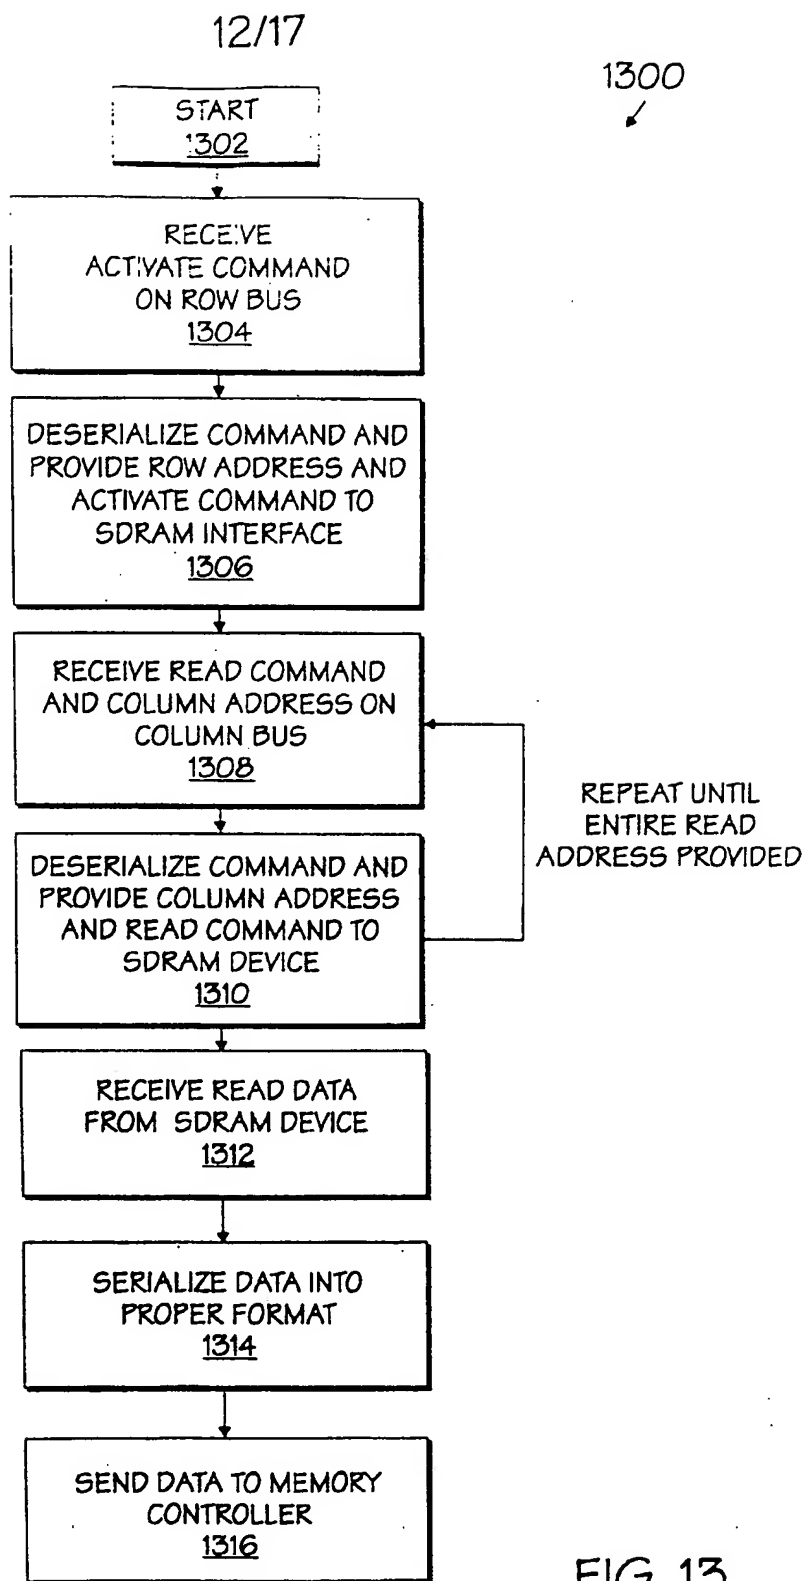 12/17
1300
START
1302
RECEIVE
ACTIVATE COMMAND
ON ROW BUS
1304
DESERIALIZE COMMAND AND
PROVIDE ROW ADDRESS AND
ACTIVATE COMMAND TO
SDRAM INTERFACE
1306
RECEIVE READ COMMAND
AND COLUMN ADDRESS ON
COLUMN BUS
1308
REPEAT UNTIL
ENTIRE READ
ADDRESS PROVIDED
DESERIALIZE COMMAND AND
PROVIDE COLUMN ADDRESS
AND READ COMMAND TO
SDRAM DEVICE
1310
RECEIVE READ DATA
FROM SDRAM DEVICE
1312
SERIALIZE DATA INTO
PROPER FORMAT
1314
SEND DATA TO MEMORY
CONTROLLER
1316
FIG. 13